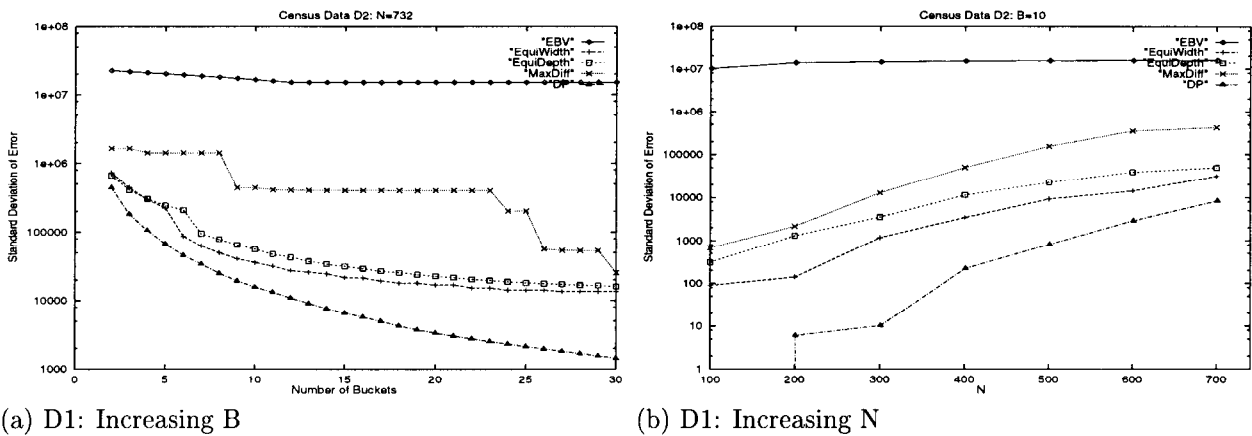 Census Data D2: N=732
1e+08
1e+07
1e+06
100000
10000
1000
Standard Deviation of Error
"EBV"
"EquiWidth"
"EquiDepth"
"MaxDiff"
"DP"
0 5 10 15 20 25 30
Number of Buckets
(a) D1: Increasing B
Census Data D2: B=10
1e+08
1e+07
1e+06
100000
10000
1000
100
10
1
Standard Deviation of Error
"EBV"
"EquiWidth"
"EquiDepth"
"MaxDiff"
"DP"
100 200 300 400 500 600 700
N
(b) D1: Increasing N